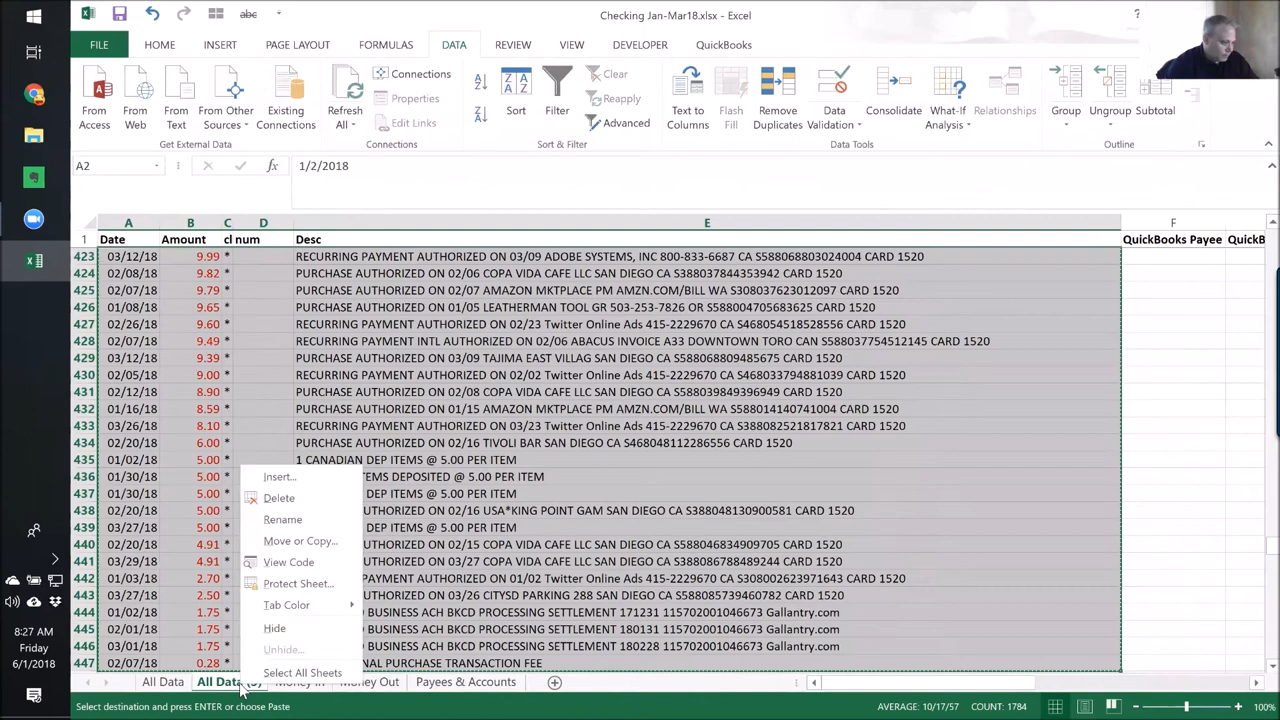 abc
Checking Jan-Mar18.xlsx - Excel
?
FILE HOME INSERT PAGE LAYOUT FORMULAS DATA REVIEW VIEW DEVELOPER QuickBooks
From Access
From Web
From Text
From Other Sources
Existing Connections
Get External Data
Refresh All
Connections
Properties
Edit Links
Connections
Sort
Filter
Clear
Reapply
Advanced
Sort & Filter
Text to Columns
Flash Fill
Remove Duplicates
Data Validation
Consolidate
What-If Analysis
Relationships
Data Tools
Group
Ungroup
Subtotal
Outline
A2 fx 1/2/2018
A B C D E F
1 Date Amount cl num Desc QuickBooks Payee QuickB
423 03/12/18 9.99 * RECURRING PAYMENT AUTHORIZED ON 03/09 ADOBE SYSTEMS, INC 800-833-6687 CA S588068803024004 CARD 1520
424 02/08/18 9.82 * PURCHASE AUTHORIZED ON 02/06 COPA VIDA CAFE LLC SAN DIEGO CA S388037844353942 CARD 1520
425 02/07/18 9.79 * PURCHASE AUTHORIZED ON 02/07 AMAZON MKTPLACE PM AMZN.COM/BILL WA S308037623012097 CARD 1520
426 01/08/18 9.65 * PURCHASE AUTHORIZED ON 01/05 LEATHERMAN TOOL GR 503-253-7826 OR S588004705683625 CARD 1520
427 02/26/18 9.60 * RECURRING PAYMENT AUTHORIZED ON 02/23 Twitter Online Ads 415-2229670 CA S468054518528556 CARD 1520
428 02/07/18 9.49 * RECURRING PAYMENT INTL AUTHORIZED ON 02/06 ABACUS INVOICE A33 DOWNTOWN TORO CAN S588037754512145 CARD 1520
429 03/12/18 9.39 * PURCHASE AUTHORIZED ON 03/09 TAJIMA EAST VILLAG SAN DIEGO CA S588068809485675 CARD 1520
430 02/05/18 9.00 * RECURRING PAYMENT AUTHORIZED ON 02/02 Twitter Online Ads 415-2229670 CA S468033794881039 CARD 1520
431 02/12/18 8.90 * PURCHASE AUTHORIZED ON 02/08 COPA VIDA CAFE LLC SAN DIEGO CA S588039849396949 CARD 1520
432 01/16/18 8.59 * PURCHASE AUTHORIZED ON 01/15 AMAZON MKTPLACE PM AMZN.COM/BILL WA S588014140741004 CARD 1520
433 03/26/18 8.10 * RECURRING PAYMENT AUTHORIZED ON 03/23 Twitter Online Ads 415-2229670 CA S388082521817821 CARD 1520
434 02/20/18 6.00 * PURCHASE AUTHORIZED ON 02/16 TIVOLI BAR SAN DIEGO CA S468048112286556 CARD 1520
435 01/02/18 5.00 * 1 CANADIAN DEP ITEMS @ 5.00 PER ITEM
436 01/30/18 5.00 TEMS DEPOSITED @ 5.00 PER ITEM
437 01/30/18 5.00 DEP ITEMS @ 5.00 PER ITEM
438 02/20/18 5.00 AUTHORIZED ON 02/16 USA*KING POINT GAM SAN DIEGO CA S388048130900581 CARD 1520
439 03/27/18 5.00 DEP ITEMS @ 5.00 PER ITEM
440 02/20/18 4.91 AUTHORIZED ON 02/15 COPA VIDA CAFE LLC SAN DIEGO CA S588046834909705 CARD 1520
441 03/27/18 4.91 AUTHORIZED ON 03/27 COPA VIDA CAFE LLC SAN DIEGO CA S388086788489244 CARD 1520
442 01/03/18 2.70 PAYMENT AUTHORIZED ON 01/02 Twitter Online Ads 415-2229670 CA S308002623971643 CARD 1520
443 03/27/18 2.50 AUTHORIZED ON 03/26 CITYSD PARKING 288 SAN DIEGO CA S588085739460782 CARD 1520
444 01/02/18 1.75 BUSINESS ACH BKCD PROCESSING SETTLEMENT 171231 115702001046673 Gallantry.com
445 02/01/18 1.75 BUSINESS ACH BKCD PROCESSING SETTLEMENT 180131 115702001046673 Gallantry.com
446 03/01/18 1.75 BUSINESS ACH BKCD PROCESSING SETTLEMENT 180228 115702001046673 Gallantry.com
447 02/07/18 0.28 NAL PURCHASE TRANSACTION FEE
Insert...
Delete
Rename
Move or Copy...
View Code
Protect Sheet...
Tab Color
Hide
Unhide...
Select All Sheets
All Data All Data (3) Money In Money Out Payees & Accounts
Select destination and press ENTER or choose Paste AVERAGE: 10/17/57 COUNT: 1784 100%
8:27 AM
Friday
6/1/2018